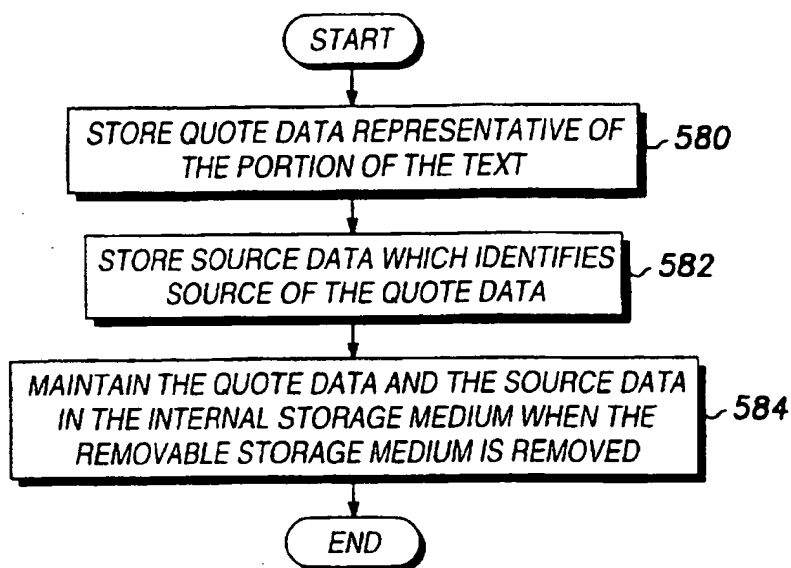 START
STORE QUOTE DATA REPRESENTATIVE OF
THE PORTION OF THE TEXT
580
STORE SOURCE DATA WHICH IDENTIFIES
SOURCE OF THE QUOTE DATA
582
MAINTAIN THE QUOTE DATA AND THE SOURCE DATA
IN THE INTERNAL STORAGE MEDIUM WHEN THE
REMOVABLE STORAGE MEDIUM IS REMOVED
584
END